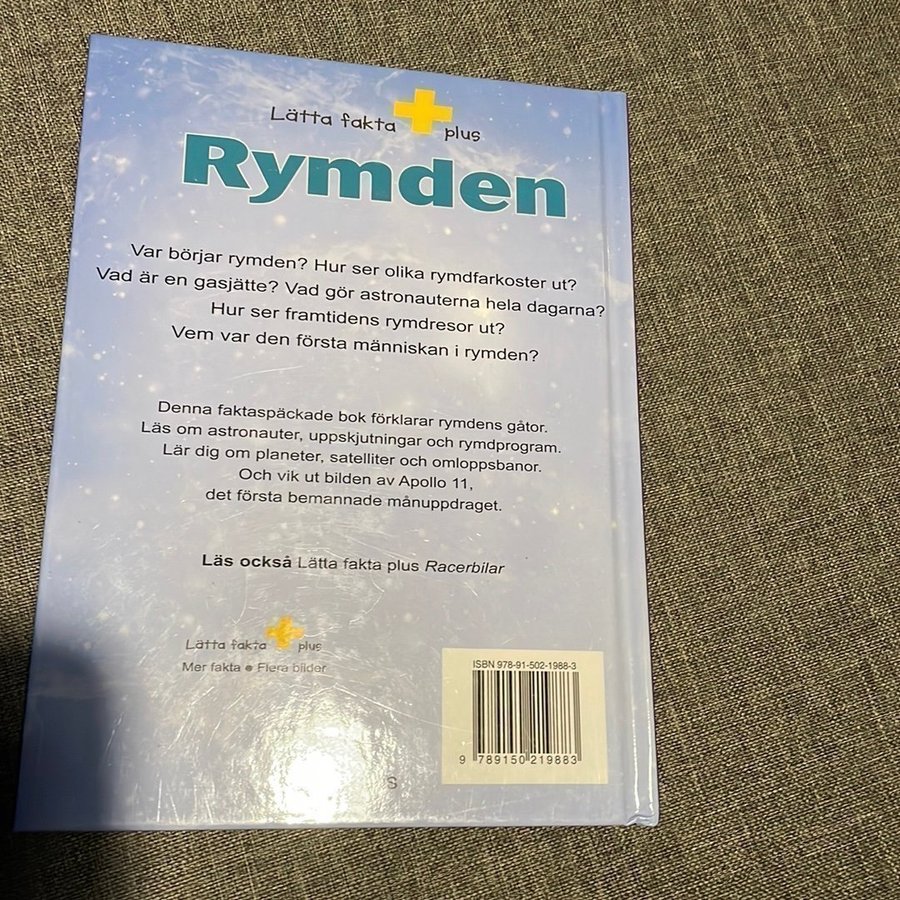 Lätta fakta plus
Rymden
Var börjar rymden? Hur ser olika rymdfarkoster ut?
Vad är en gasjätte? Vad gör astronauterna hela dagarna?
Hur ser framtidens rymdresor ut?
Vem var den första människan i rymden?
Denna faktaspäckade bok förklarar rymdens gåtor.
Läs om astronauter, uppskjutningar och rymdprogram.
Lär dig om planeter, satelliter och omloppsbanor.
Och vik ut bilden av Apollo 11,
det första bemannade månuppdraget.
Läs också Lätta fakta plus Racerbilar
Lätta fakta plus
Mer fakta • Flera bilder
ISBN 978-91-502-1988-3
9 789150 219883
S